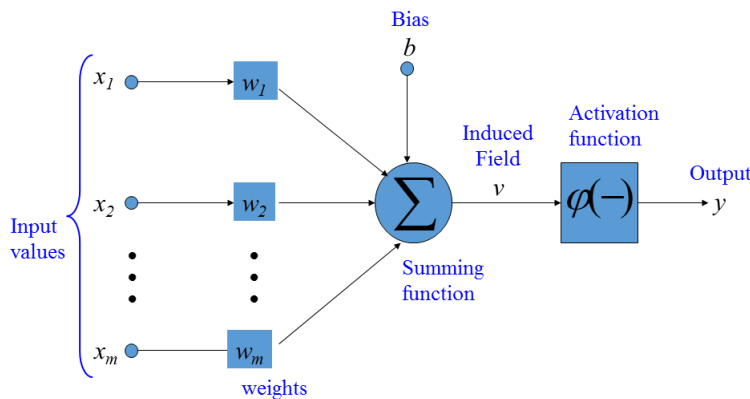 Bias
b
x1
w1
Activation
function
Induced
Field
v
Output
y
x2
w2
Σ
φ(−)
Input
values
Summing
function
xm
wm
weights